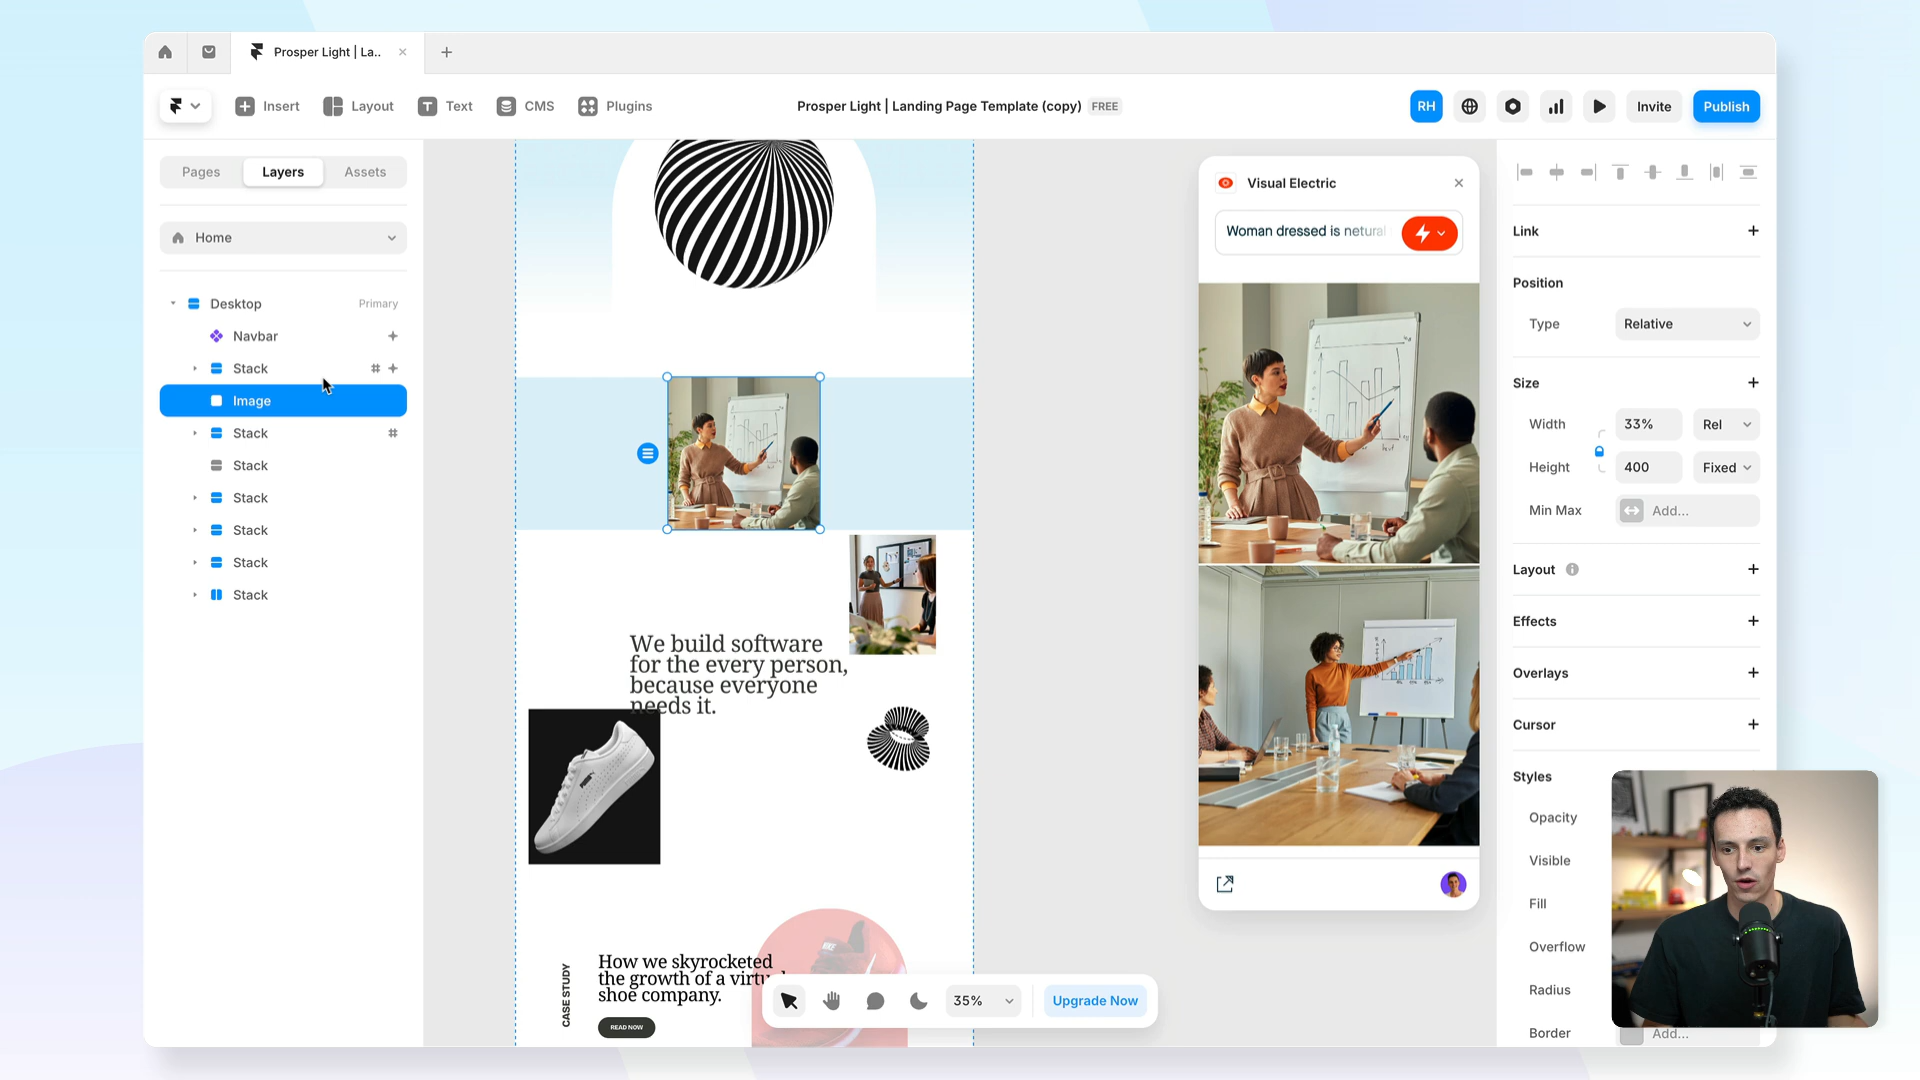 Prosper Light | La..
Insert
Layout
Text
CMS
Plugins
Prosper Light | Landing Page Template (copy)
FREE
RH
Invite
Publish
Pages
Layers
Assets
Home
Desktop
Primary
Navbar
Stack
Image
Stack
Stack
Stack
Stack
Stack
Stack
We build software
for the every person,
because everyone
needs it.
CASE STUDY
How we skyrocketed
the growth of a virtu
shoe company.
READ NOW
35%
Upgrade Now
Visual Electric
Woman dressed is netural
Link
Position
Type
Relative
Size
Width
33%
Rel
Height
400
Fixed
Min Max
Add...
Layout
Effects
Overlays
Cursor
Styles
Opacity
Visible
Fill
Overflow
Radius
Border
Add...